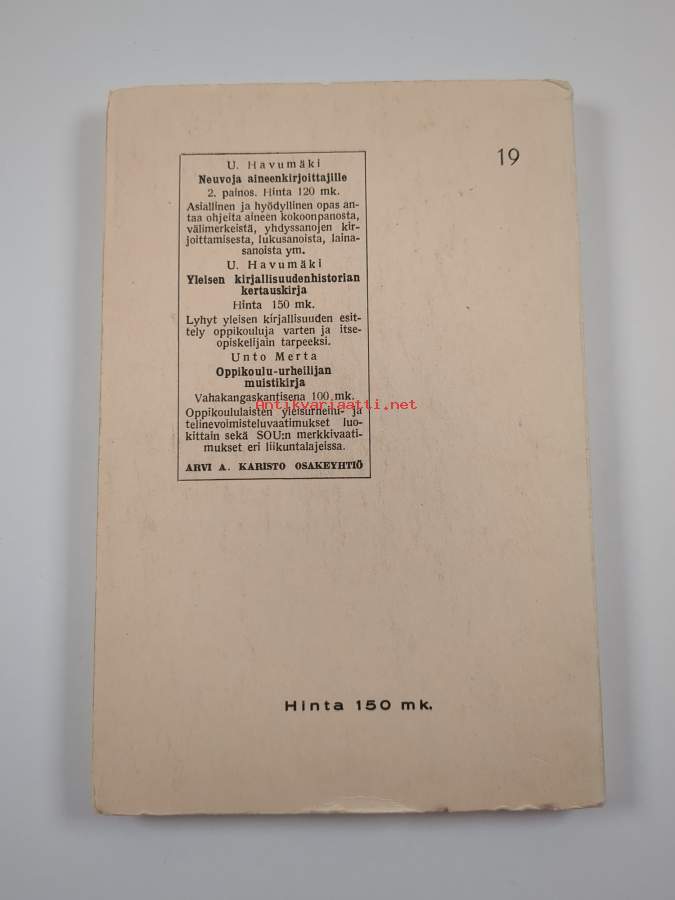 19
U. Havumäki
Neuvoja aineenkirjoittajille
2. painos. Hinta 120 mk.
Asiallinen ja hyödyllinen opas an-
taa ohjeita aineen kokoonpanosta,
välimerkeistä, yhdyssanojen kir-
joittamisesta, lukusanoista, laina-
sanoista ym.
U. Havumäki
Yleisen kirjallisuudenhistorian
kertauskirja
Hinta 150 mk.
Lyhyt yleisen kirjallisuuden esit-
tely oppikouluja varten ja itse-
opiskelijain tarpeeksi.
Unto Merta
Oppikoulu-urheilijan
muistikirja
Vahakangaskantisena 100 mk.
Antikvariaatti.net
Oppikoululaisten yleisurheilu- ja
telinevoimisteluvaatimukset luo-
kittain sekä SOU:n merkkivaati-
mukset eri liikuntalajeissa.
ARVI A. KARISTO OSAKEYHTIÖ
Hinta 150 mk.